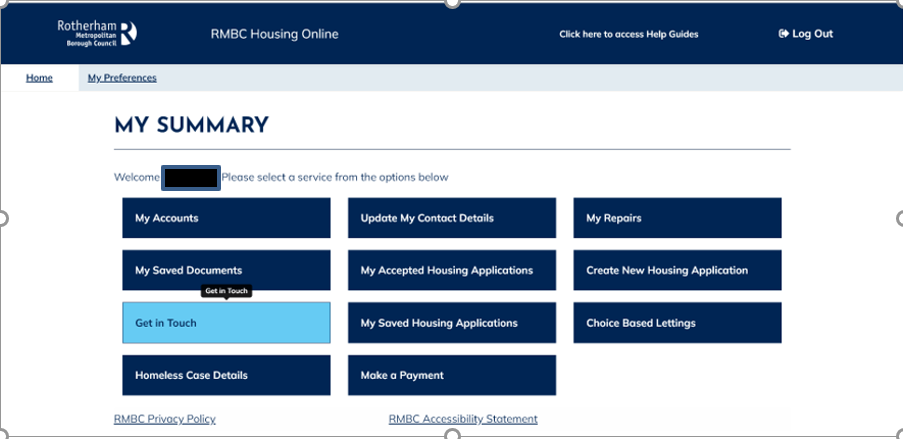 Rotherham
Metropolitan
Borough Council
RMBC Housing Online
Click here to access Help Guides
Log Out
Home
My Preferences
MY SUMMARY
Welcome Please select a service from the options below
My Accounts
Update My Contact Details
My Repairs
My Saved Documents
My Accepted Housing Applications
Create New Housing Application
Get in Touch
Get in Touch
My Saved Housing Applications
Choice Based Lettings
Homeless Case Details
Make a Payment
RMBC Privacy Policy
RMBC Accessibility Statement